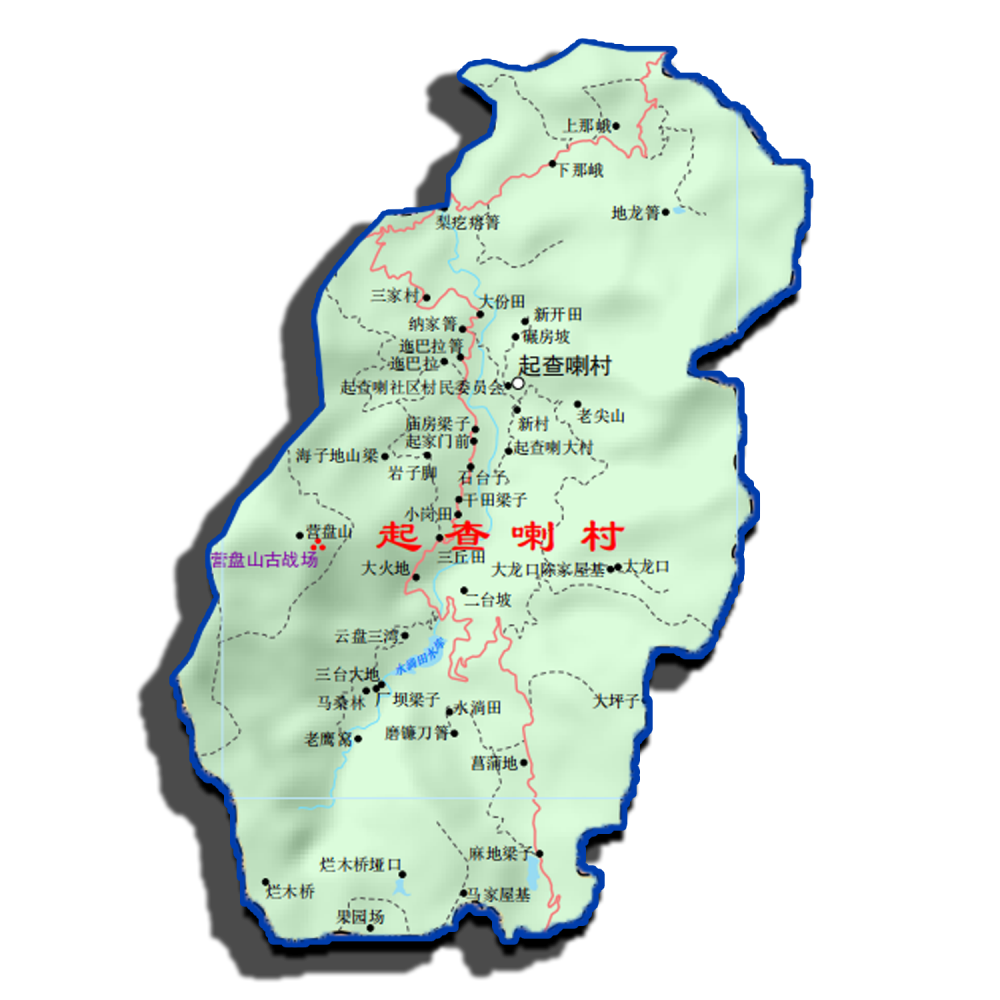 上那峨
下那峨
地龙箐
梨疙瘩箐
三家村
大份田
新开田
纳家箐
碾房坡
迤巴拉箐
迤巴拉
起查喇村
起查喇社区村民委员会
老尖山
新村
庙房梁子
起家门前
起查喇大村
海子地山梁
岩子脚
石台子
干田梁子
小岗田
营盘山
起查喇村
营盘山古战场
三丘田
大火地
大龙口陈家屋基
大龙口
二台坡
云盘三湾
水淌田水库
三台大地
马桑林
厂坝梁子
大坪子
水淌田
老鹰窝
磨镰刀箐
菖蒲地
麻地梁子
烂木桥垭口
烂木桥
马家屋基
果园场